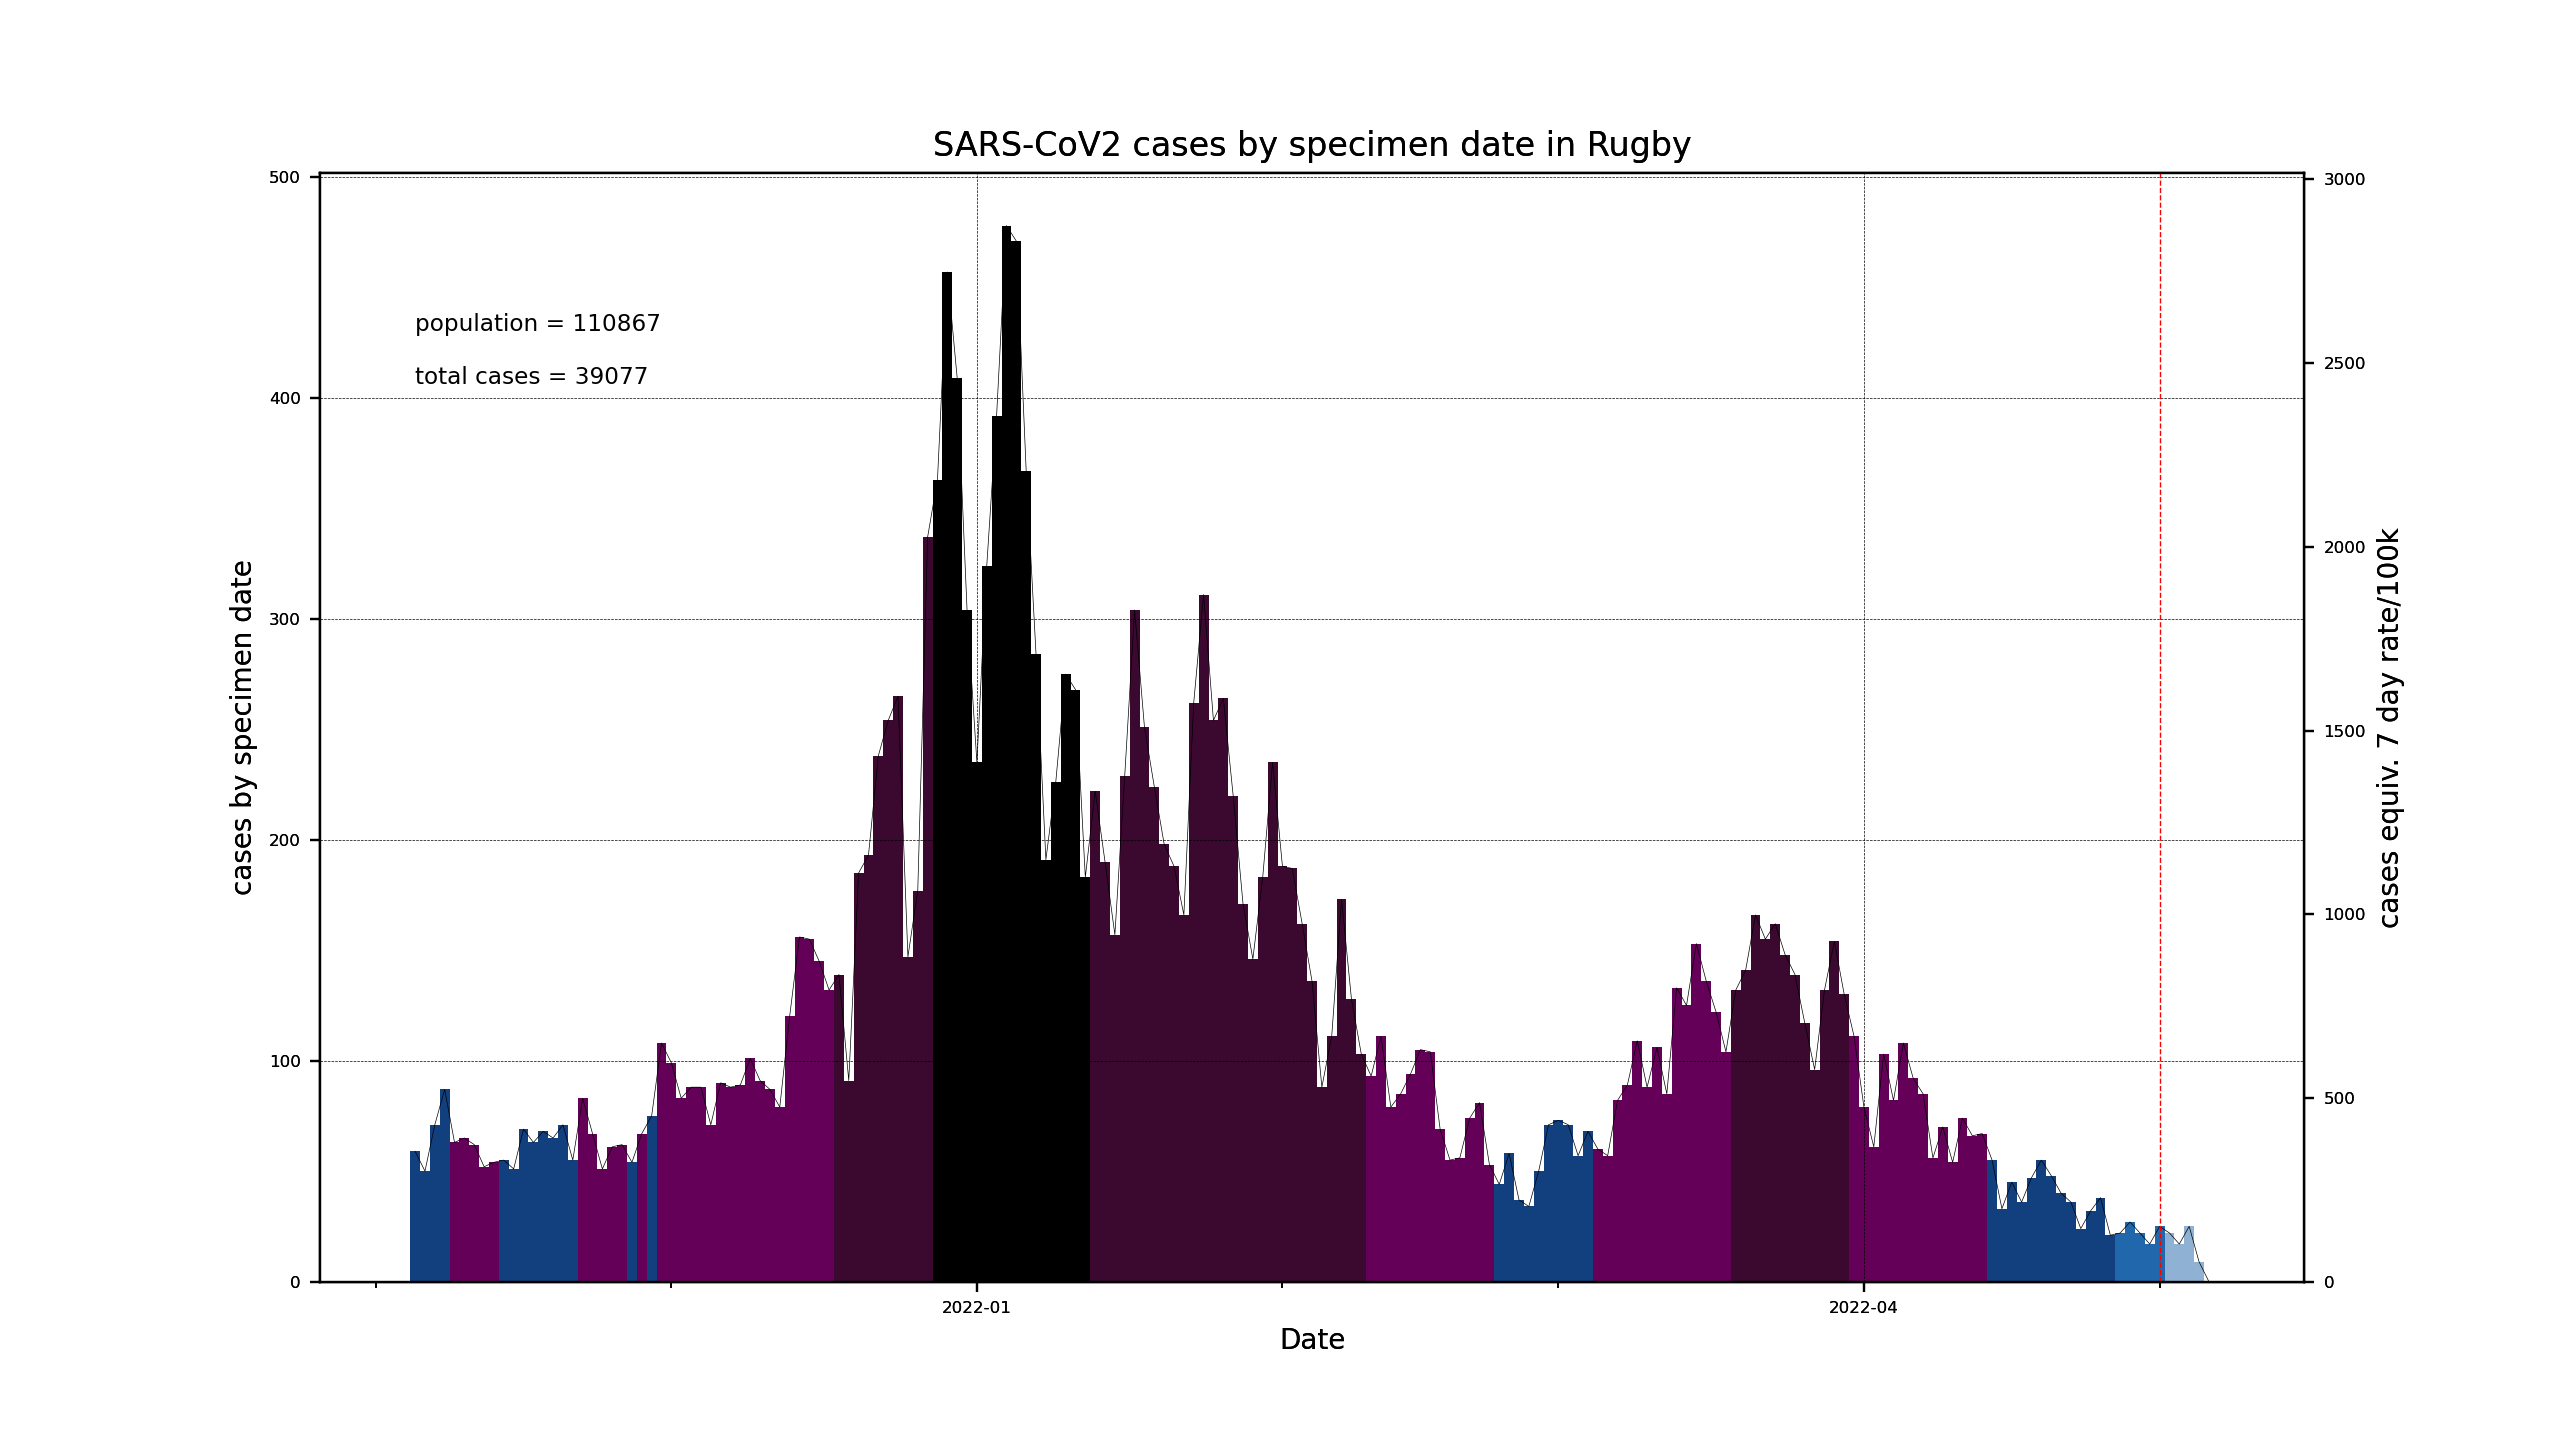 SARS-CoV2 cases by specimen date in Rugby
500
400
300
200
100
0
cases by specimen date
population = 110867
total cases = 39077
3000
2500
2000
1500
1000
500
0
cases equiv. 7 day rate/100k
2022-01
2022-04
Date